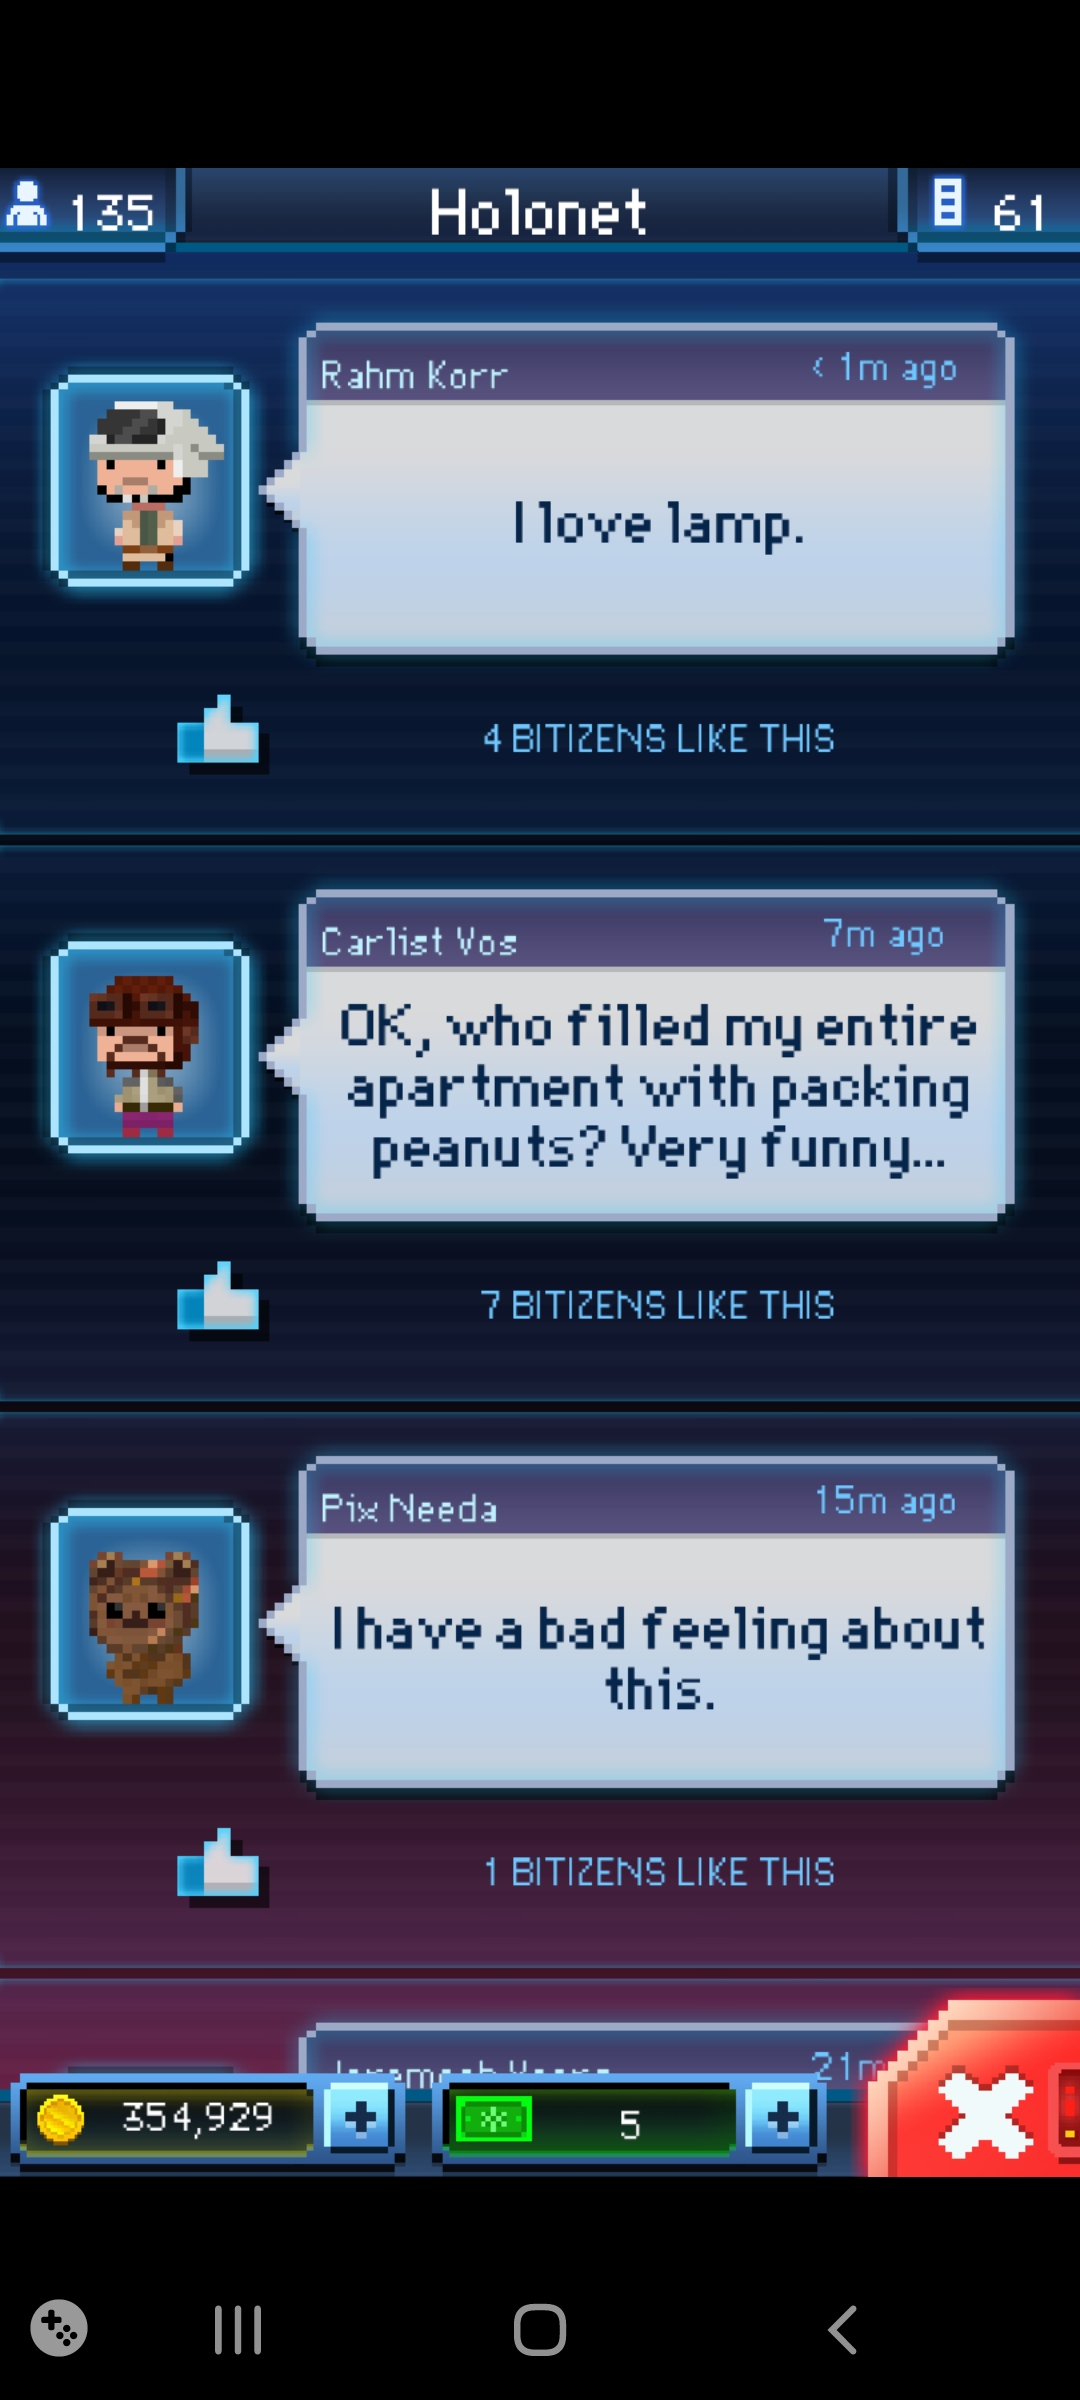 135
Holonet
61
Rahm Korr
< 1m ago
I love lamp.
4 BITIZENS LIKE THIS
Carlist Vos
7m ago
OK, who filled my entire
apartment with packing
peanuts? Very funny...
7 BITIZENS LIKE THIS
Pix Needa
15m ago
I have a bad feeling about
this.
1 BITIZENS LIKE THIS
21m
354,929
5